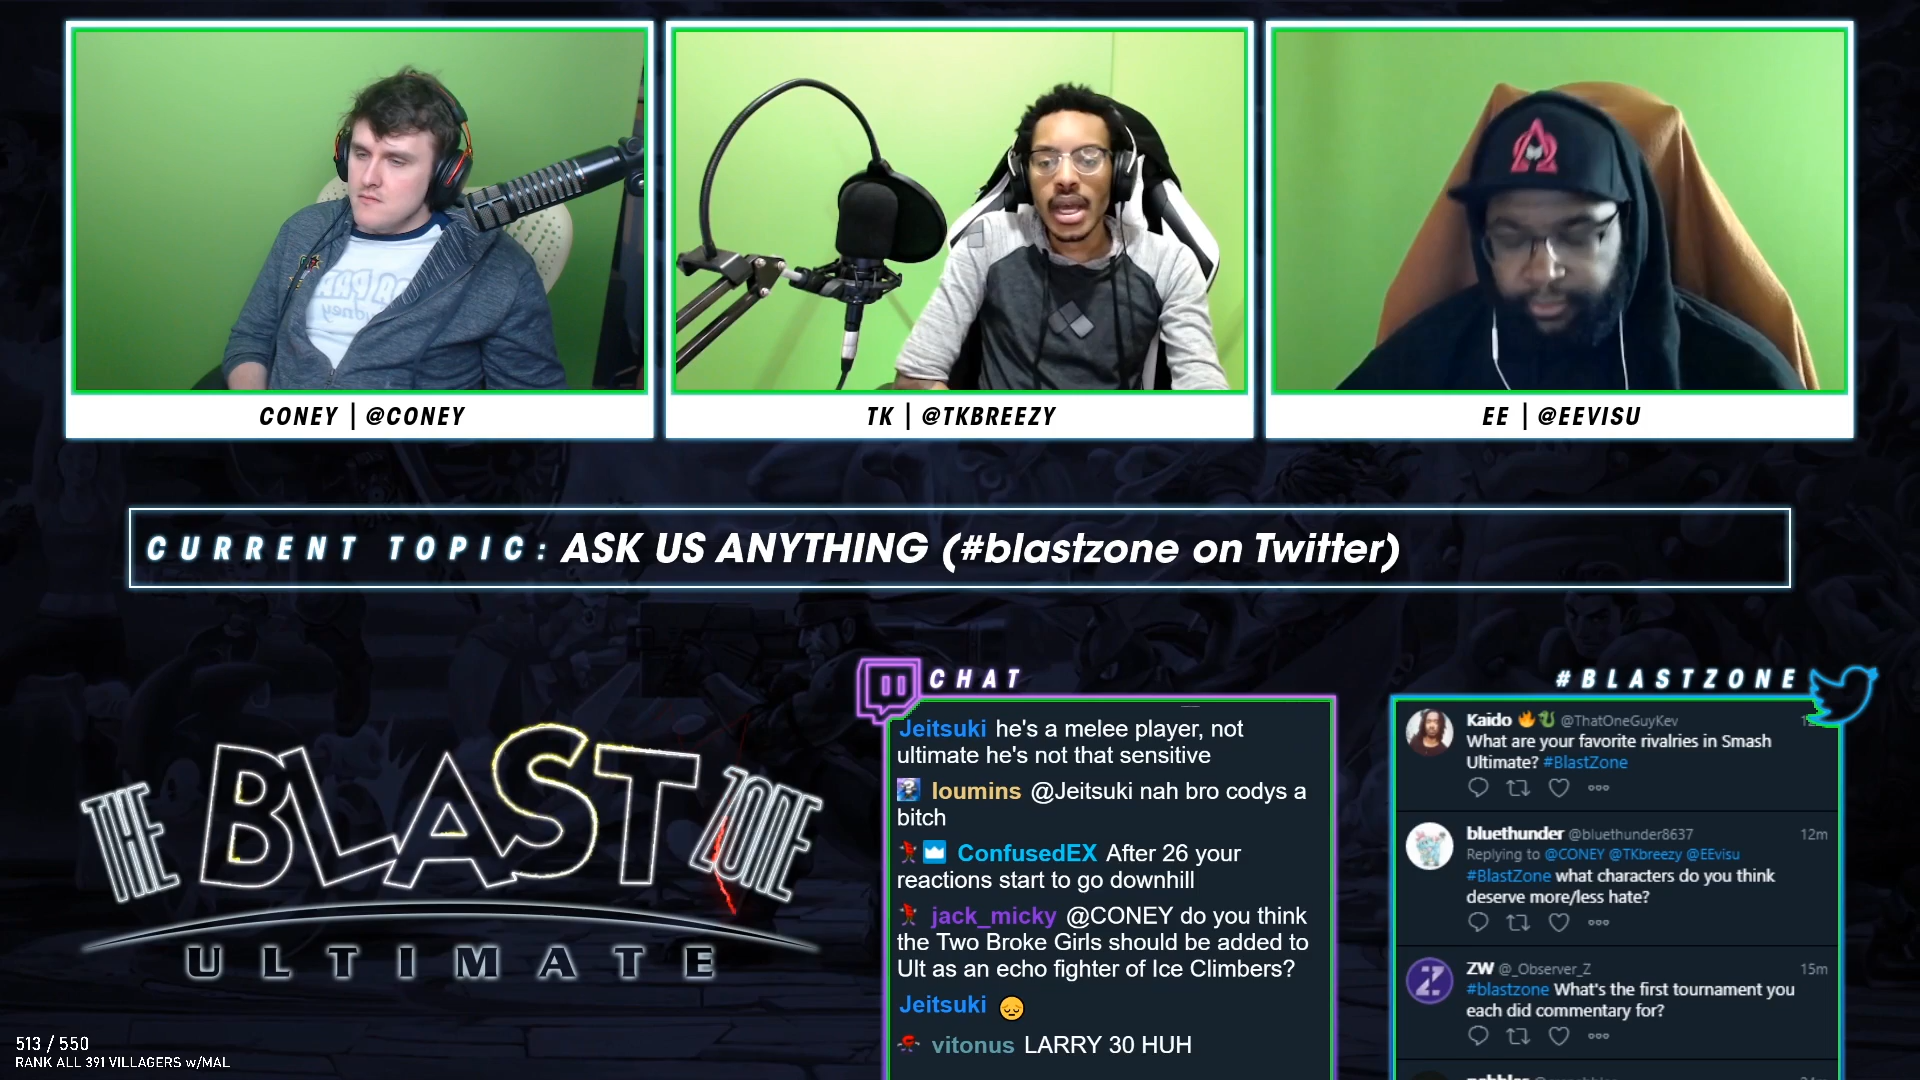 CONEY | @CONEY
TK | @TKBREEZY
EE | @EEVISU
CURRENT TOPIC: ASK US ANYTHING (#blastzone on Twitter)
THE BLAST ZONE
ULTIMATE
513 / 550
RANK ALL 391 VILLAGERS w/MAL
CHAT
Jeitsuki he's a melee player, not
ultimate he's not that sensitive
loumins @Jeitsuki nah bro codys a
bitch
ConfusedEX After 26 your
reactions start to go downhill
jack_micky @CONEY do you think
the Two Broke Girls should be added to
Ult as an echo fighter of Ice Climbers?
Jeitsuki 😔
vitonus LARRY 30 HUH
#BLASTZONE
Kaido 🔥🐉 @ThatOneGuyKev
What are your favorite rivalries in Smash
Ultimate? #BlastZone
bluethunder @bluethunder8637 12m
Replying to @CONEY @TKbreezy @EEvisu
#BlastZone what characters do you think
deserve more/less hate?
ZW @_Observer_Z 15m
#blastzone What's the first tournament you
each did commentary for?